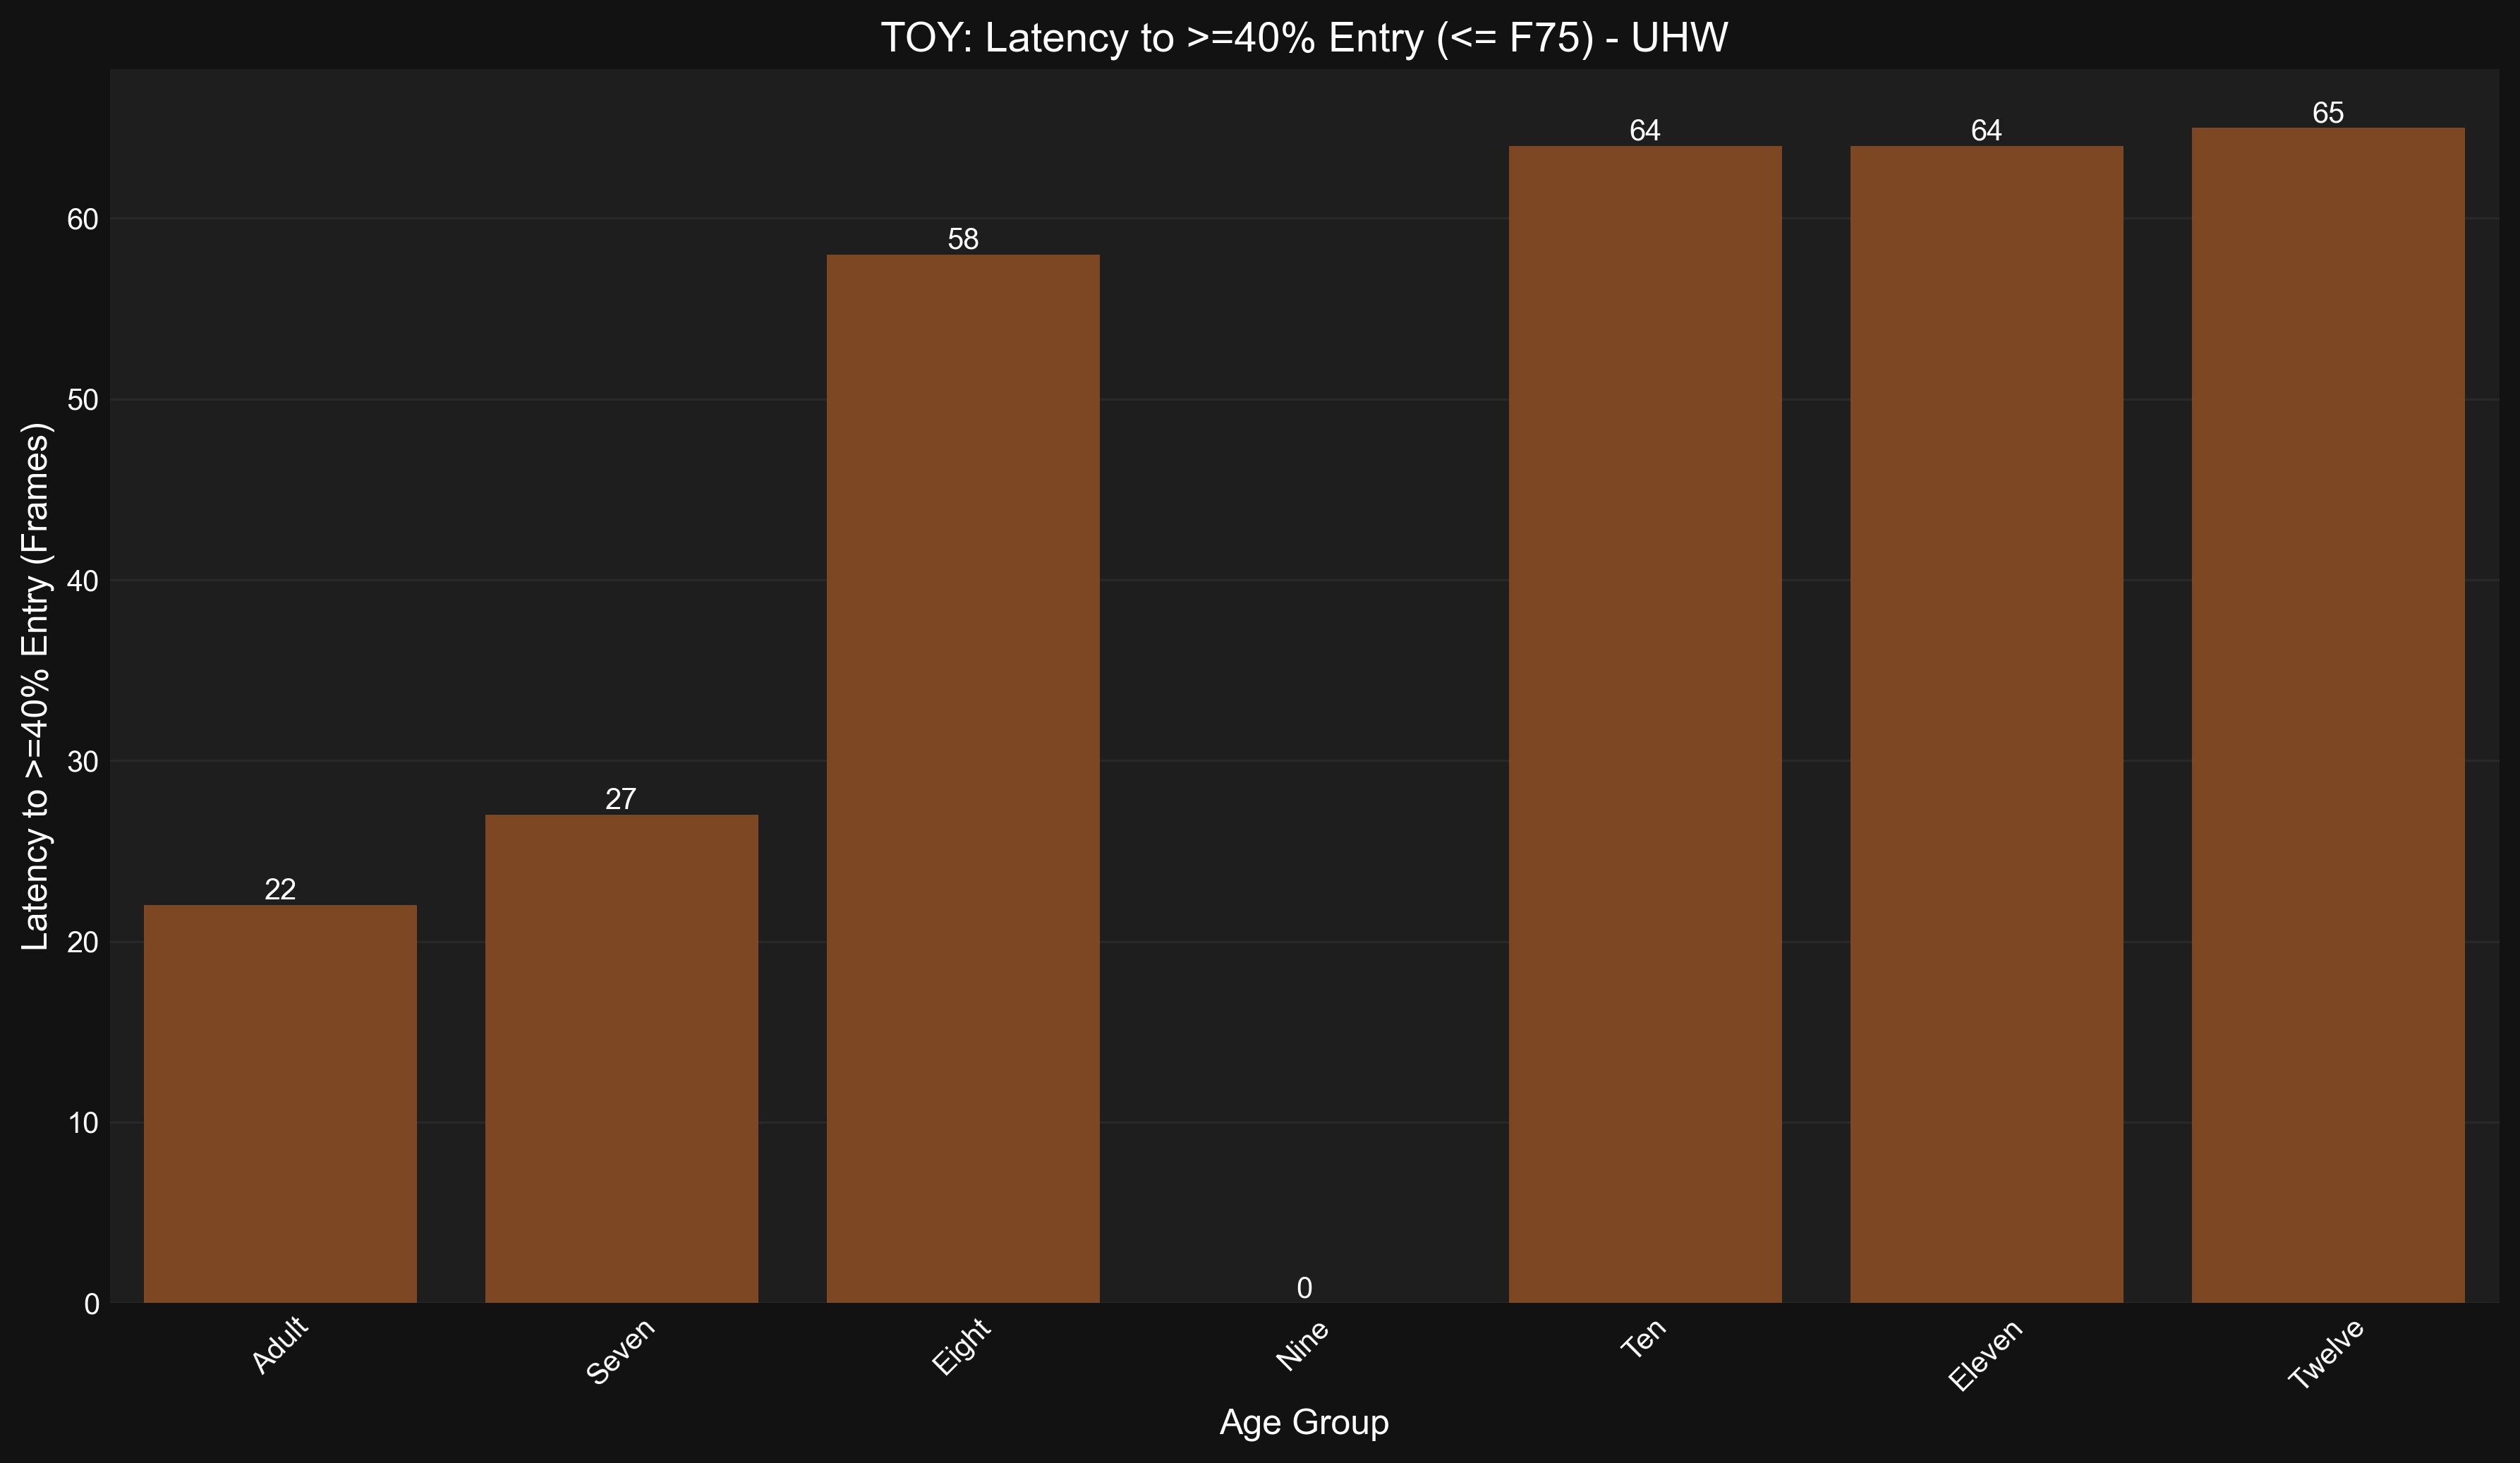 TOY: Latency to >=40% Entry (<= F75) - UHW
Latency to >=40% Entry (Frames)
60
50
40
30
20
10
0
22
27
58
0
64
64
65
Adult
Seven
Eight
Nine
Ten
Eleven
Twelve
Age Group